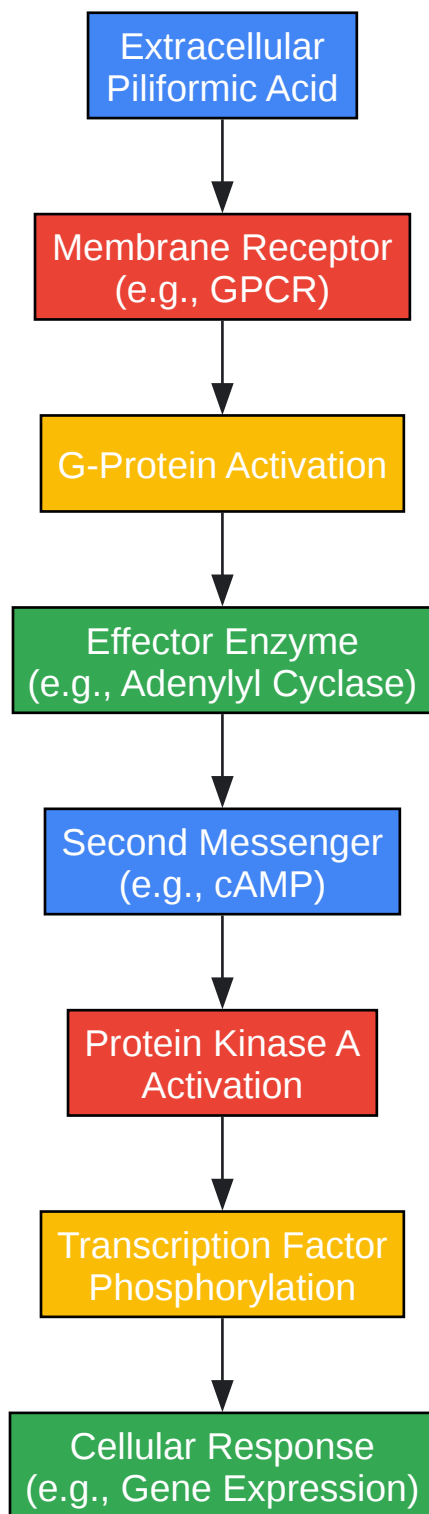 Extracellular
Piliformic Acid
Membrane Receptor
(e.g., GPCR)
G-Protein Activation
Effector Enzyme
(e.g., Adenylyl Cyclase)
Second Messenger
(e.g., cAMP)
Protein Kinase A
Activation
Transcription Factor
Phosphorylation
Cellular Response
(e.g., Gene Expression)